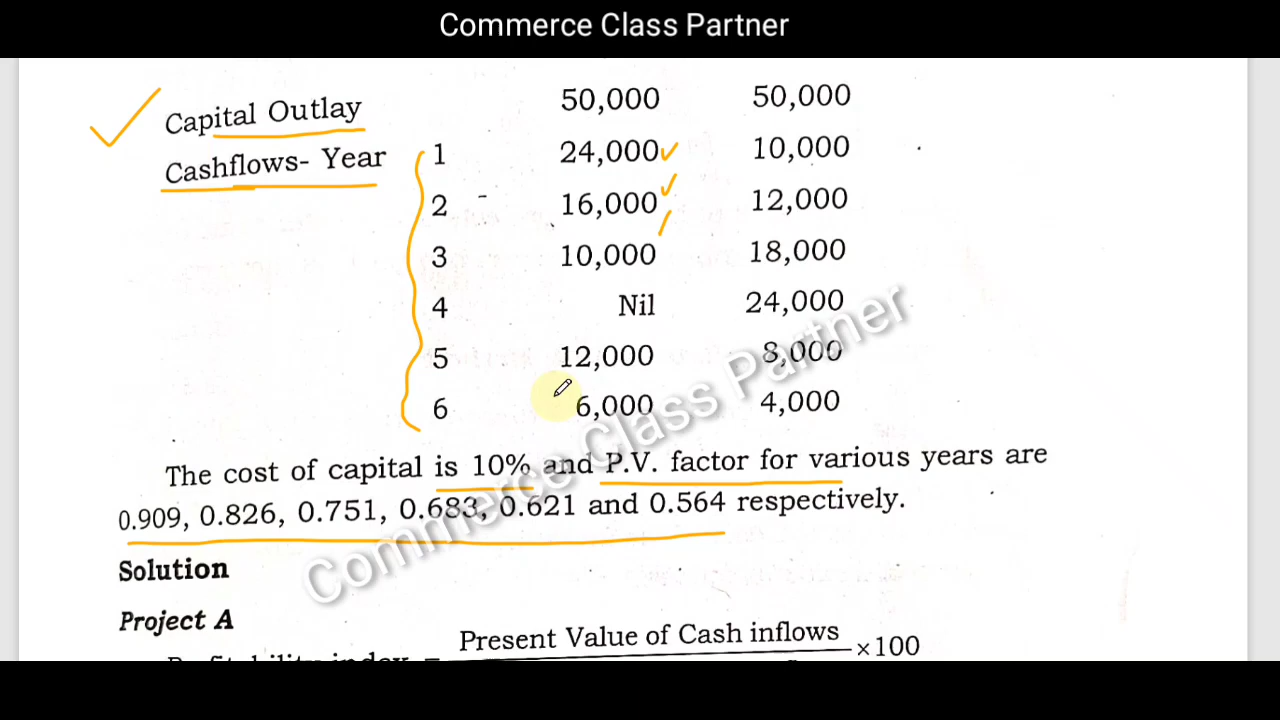 Commerce Class Partner
Capital Outlay 50,000 50,000
Cashflows- Year 1 24,000 10,000
2 - 16,000 12,000
3 10,000 18,000
4 Nil 24,000
5 12,000 8,000
6 6,000 4,000
The cost of capital is 10% and P.V. factor for various years are
0.909, 0.826, 0.751, 0.683, 0.621 and 0.564 respectively.
Solution
Project A
Present Value of Cash inflows
×100
Commerce Class Partner